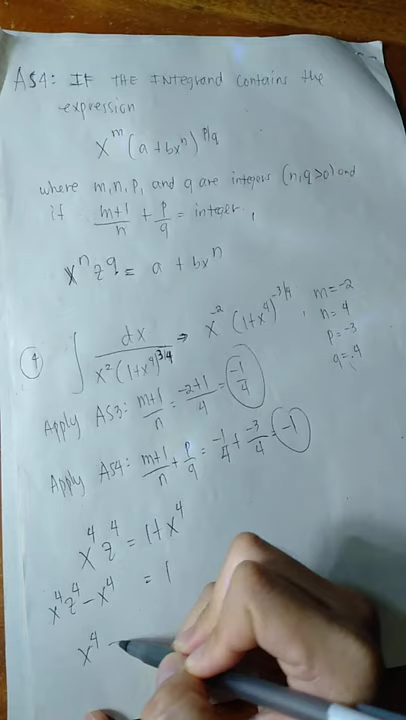 AS4: IF THE Integrand contains the
expression
x^m (a + bx^n)^p/q
where m, n, p, and q are integers (n, q > 0) and
if m+1/n + p/q = integer,
x^n z^q = a + bx^n
① ∫ dx / x²(1+x⁴)^3/4 → x^-2 (1+x⁴)^-3/4, m = -2
n = 4
p = -3
q = 4
Apply AS3: m+1/n = -2+1/4 = -1/4
Apply AS4: m+1/n + p/q = -1/4 + -3/4 = -1
x⁴z⁴ = 1+x⁴
x⁴z⁴ - x⁴ = 1
x⁴ -